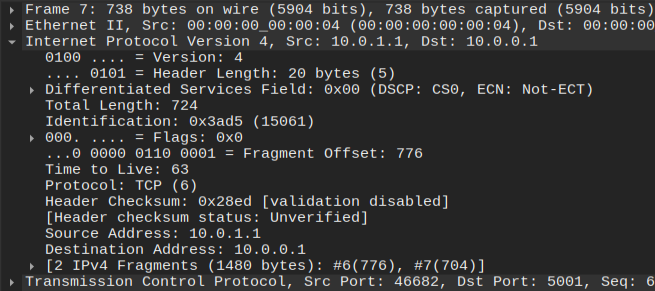 Frame 7: 738 bytes on wire (5904 bits), 738 bytes captured (5904 bits)
Ethernet II, Src: 00:00:00_00:00:04 (00:00:00:00:00:04), Dst: 00:00:00
Internet Protocol Version 4, Src: 10.0.1.1, Dst: 10.0.0.1
0100 .... = Version: 4
.... 0101 = Header Length: 20 bytes (5)
Differentiated Services Field: 0x00 (DSCP: CS0, ECN: Not-ECT)
Total Length: 724
Identification: 0x3ad5 (15061)
000. .... = Flags: 0x0
...0 0000 0110 0001 = Fragment Offset: 776
Time to Live: 63
Protocol: TCP (6)
Header Checksum: 0x28ed [validation disabled]
[Header checksum status: Unverified]
Source Address: 10.0.1.1
Destination Address: 10.0.0.1
[2 IPv4 Fragments (1480 bytes): #6(776), #7(704)]
Transmission Control Protocol, Src Port: 46682, Dst Port: 5001, Seq: 6